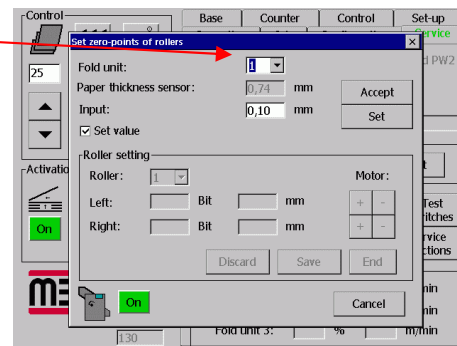 Control
Base
Counter
Control
Set-up
Service
Set zero-points of rollers
25
PW2
Fold unit:
1
Paper thickness sensor:
0,74
mm
Accept
Input:
0,10
mm
Set
Set value
Roller setting
Roller:
1
Motor:
Left:
Bit
mm
+
-
Right:
Bit
mm
+
-
Discard
Save
End
On
Test
On
Cancel
130
Fold unit 3:
%
m/min